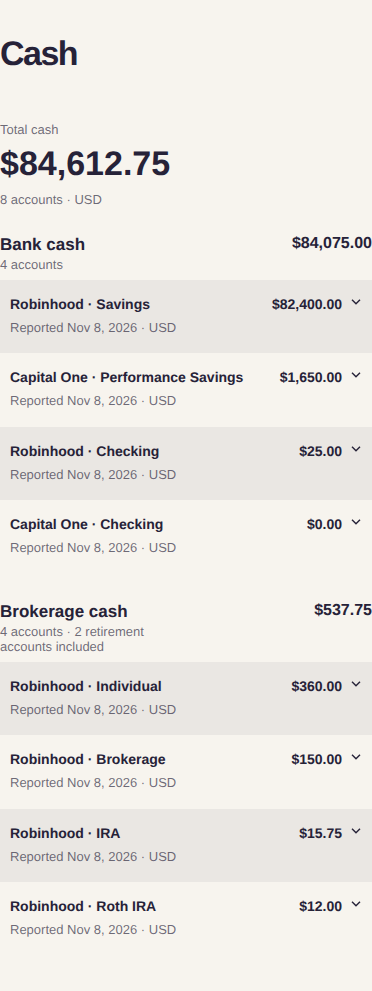 Cash
Total cash
$84,612.75
8 accounts · USD
Bank cash $84,075.00
4 accounts
Robinhood · Savings $82,400.00
Reported Nov 8, 2026 · USD
Capital One · Performance Savings $1,650.00
Reported Nov 8, 2026 · USD
Robinhood · Checking $25.00
Reported Nov 8, 2026 · USD
Capital One · Checking $0.00
Reported Nov 8, 2026 · USD
Brokerage cash $537.75
4 accounts · 2 retirement
accounts included
Robinhood · Individual $360.00
Reported Nov 8, 2026 · USD
Robinhood · Brokerage $150.00
Reported Nov 8, 2026 · USD
Robinhood · IRA $15.75
Reported Nov 8, 2026 · USD
Robinhood · Roth IRA $12.00
Reported Nov 8, 2026 · USD